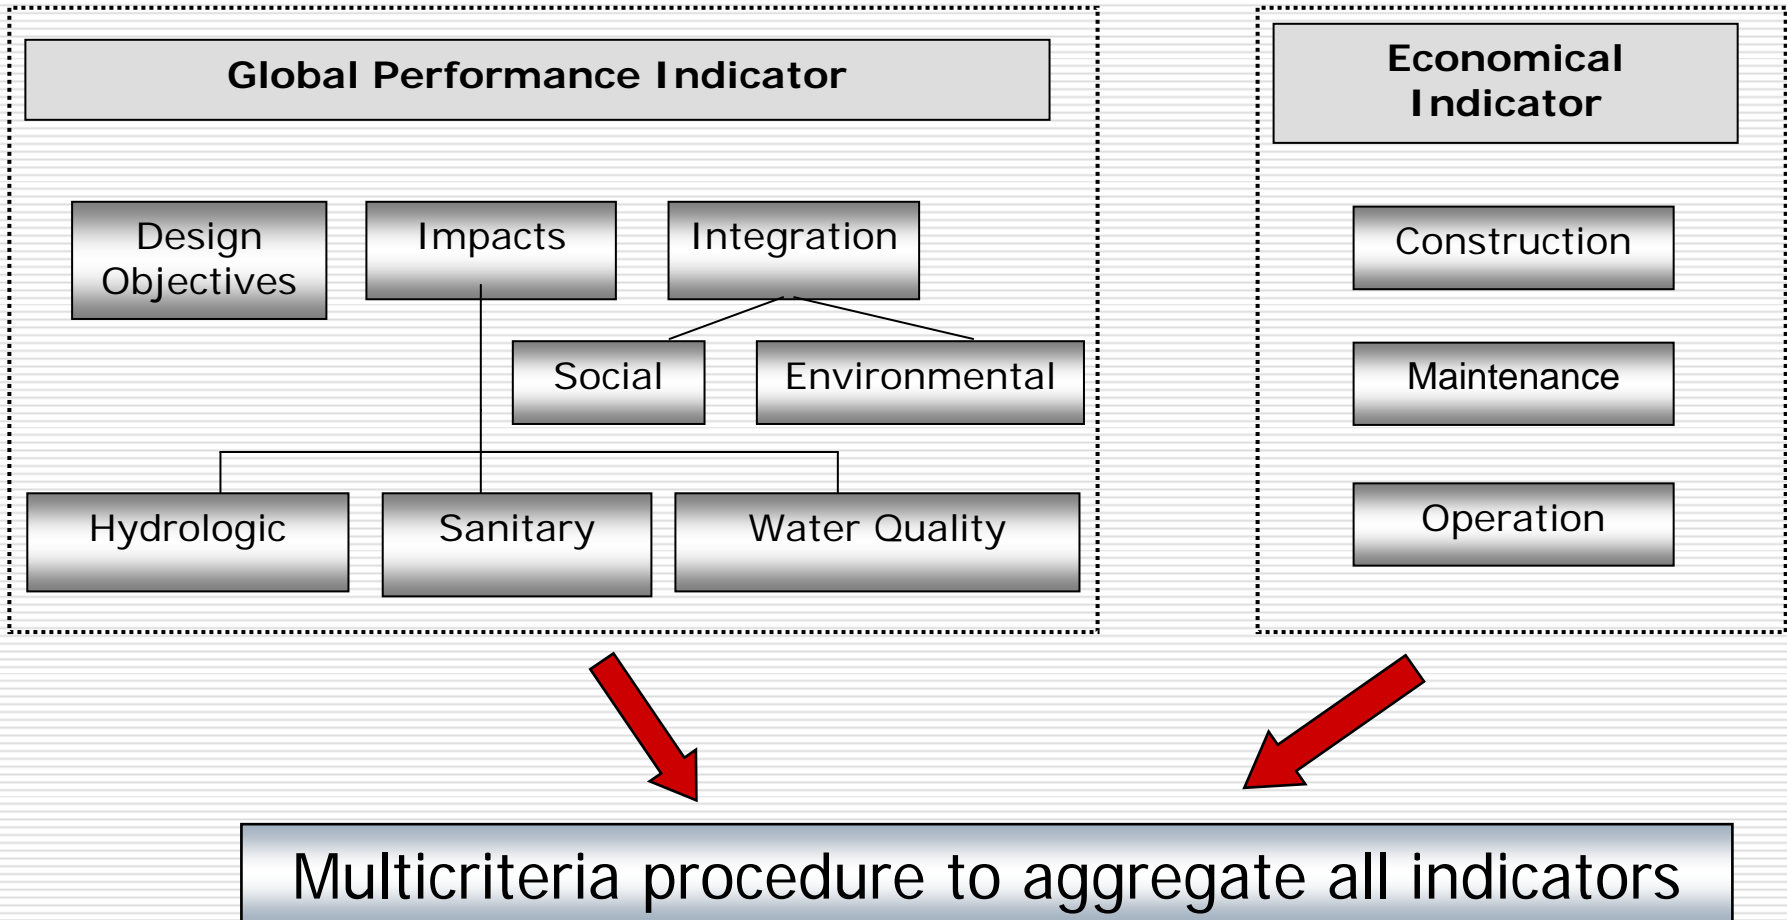 Global Performance Indicator
Economical
Indicator
Design
Objectives
Impacts
Integration
Construction
Social
Environmental
Maintenance
Hydrologic
Sanitary
Water Quality
Operation
Multicriteria procedure to aggregate all indicators